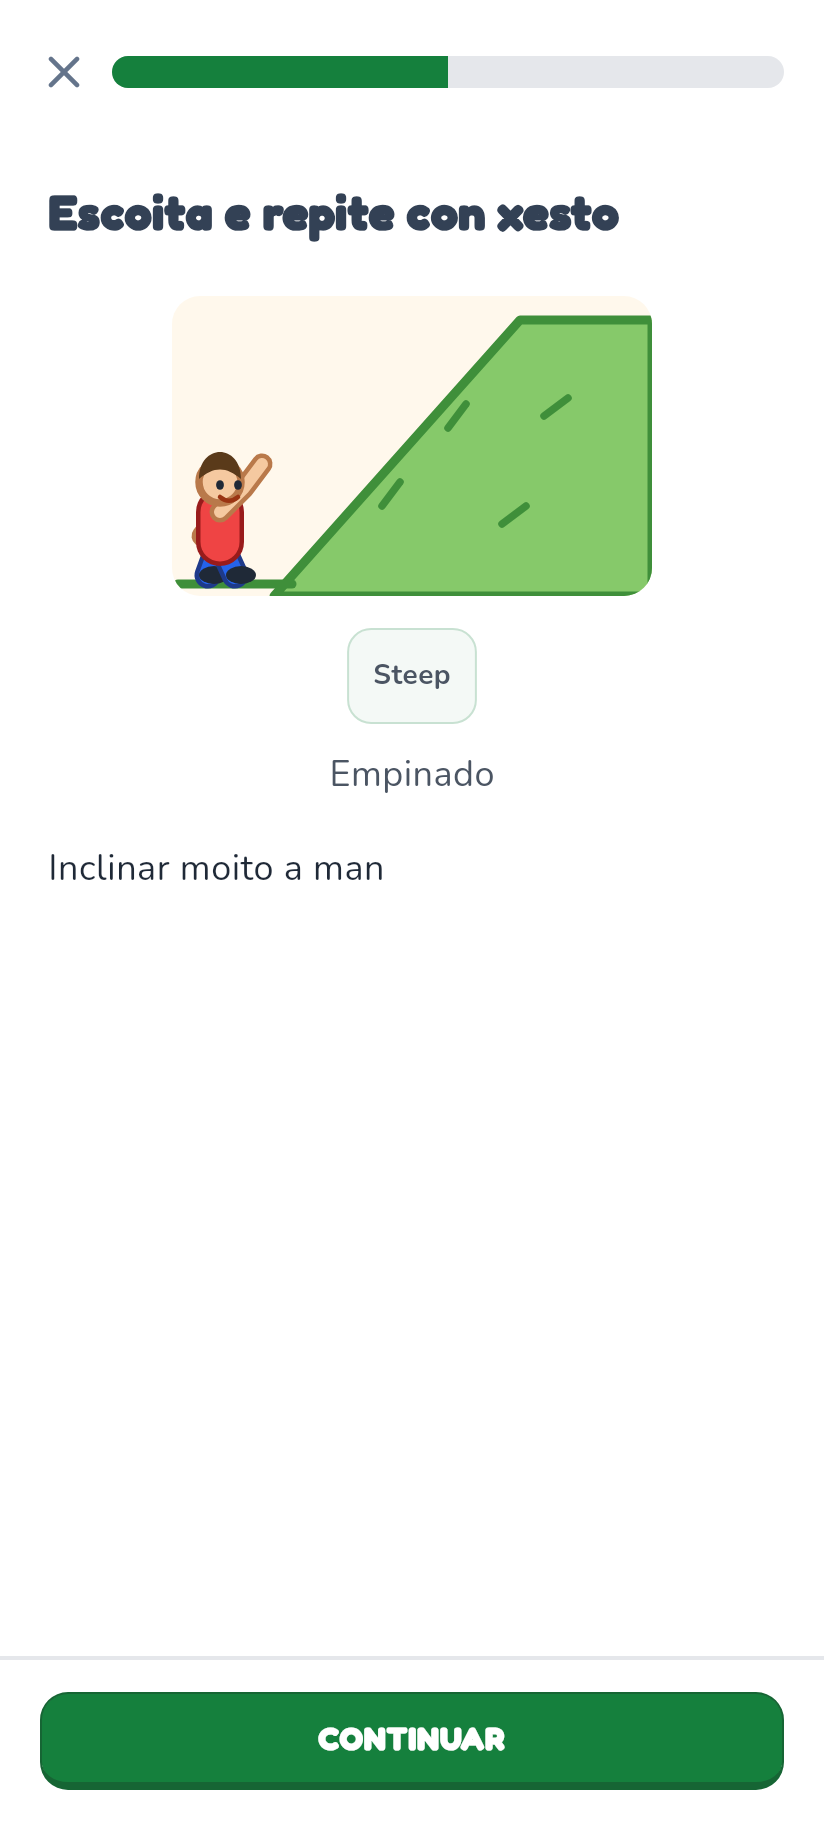 Escoita e repite con xesto
Steep
Empinado
Inclinar moito a man
CONTINUAR